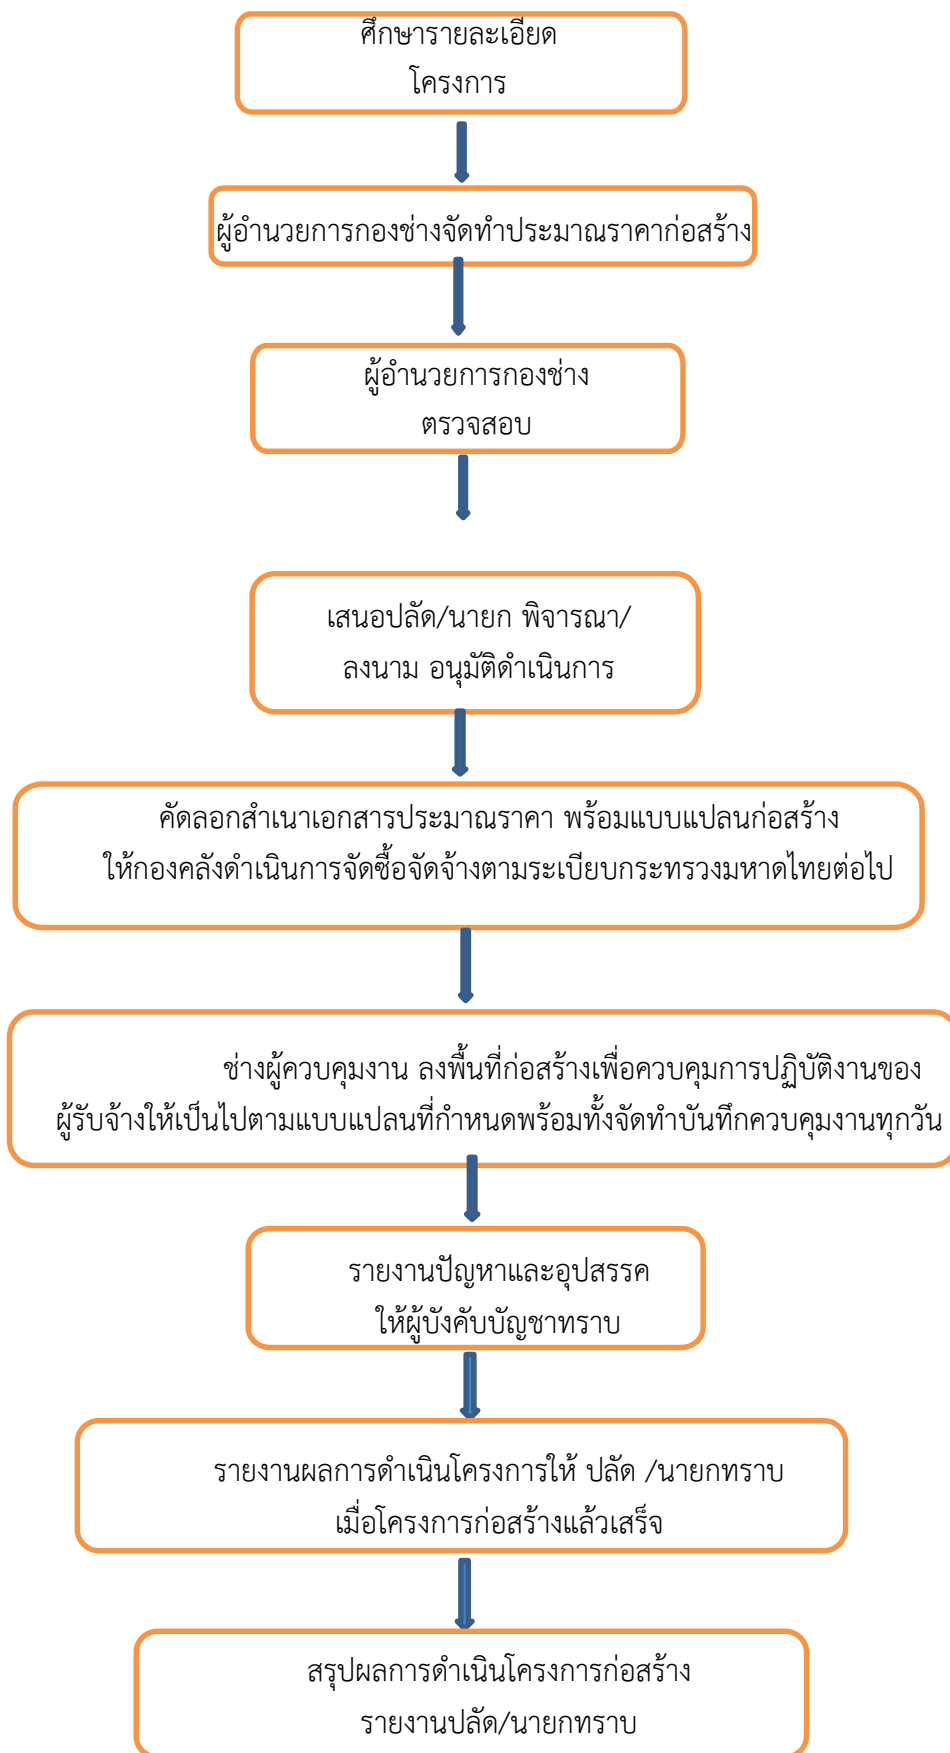 ศึกษารายละเอียด
โครงการ
ผู้อำนวยการกองช่างจัดทำประมาณราคาก่อสร้าง
ผู้อำนวยการกองช่าง
ตรวจสอบ
เสนอปลัด/นายก พิจารณา/
ลงนาม อนุมัติดำเนินการ
คัดลอกสำเนาเอกสารประมาณราคา พร้อมแบบแปลนก่อสร้าง
ให้กองคลังดำเนินการจัดซื้อจัดจ้างตามระเบียบกระทรวงมหาดไทยต่อไป
ช่างผู้ควบคุมงาน ลงพื้นที่ก่อสร้างเพื่อควบคุมการปฏิบัติงานของ
ผู้รับจ้างให้เป็นไปตามแบบแปลนที่กำหนดพร้อมทั้งจัดทำบันทึกควบคุมงานทุกวัน
รายงานปัญหาและอุปสรรค
ให้ผู้บังคับบัญชาทราบ
รายงานผลการดำเนินโครงการให้ ปลัด /นายกทราบ
เมื่อโครงการก่อสร้างแล้วเสร็จ
สรุปผลการดำเนินโครงการก่อสร้าง
รายงานปลัด/นายกทราบ